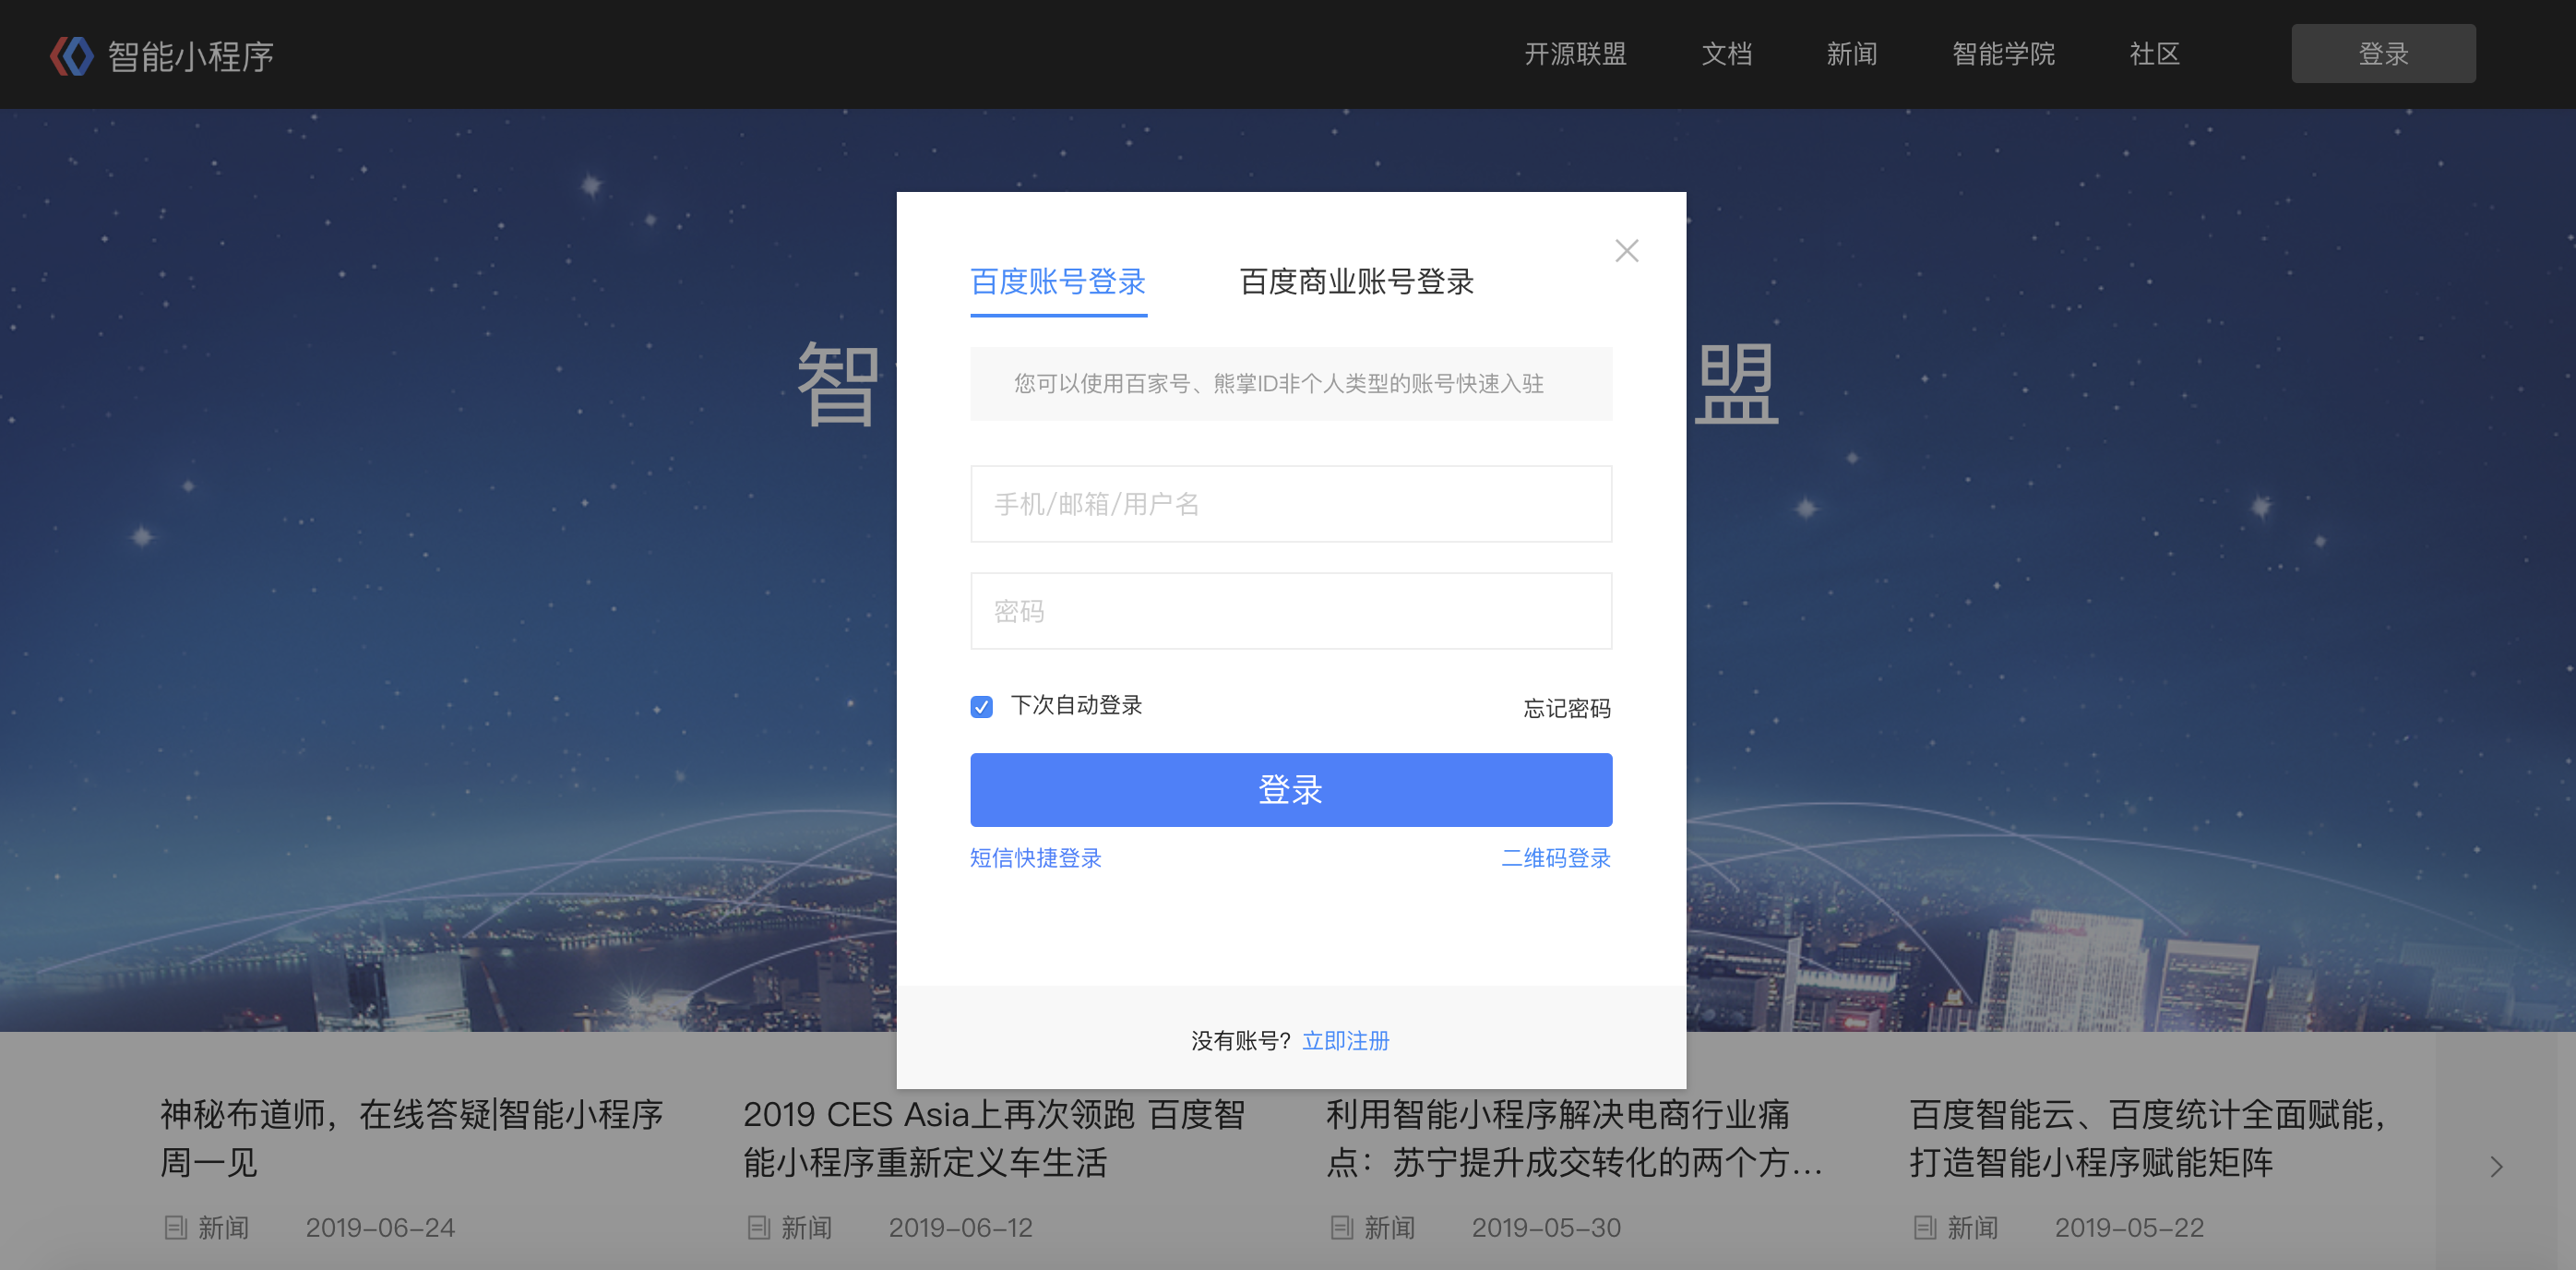 智能小程序
开源联盟 文档 新闻 智能学院 社区 登录
百度账号登录 百度商业账号登录
智 盟
您可以使用百家号、熊掌ID非个人类型的账号快速入驻
手机/邮箱/用户名
密码
下次自动登录 忘记密码
登录
短信快捷登录 二维码登录
没有账号? 立即注册
神秘布道师，在线答疑|智能小程序
周一见
新闻 2019-06-24
2019 CES Asia上再次领跑 百度智
能小程序重新定义车生活
新闻 2019-06-12
利用智能小程序解决电商行业痛
点：苏宁提升成交转化的两个方...
新闻 2019-05-30
百度智能云、百度统计全面赋能，
打造智能小程序赋能矩阵
新闻 2019-05-22